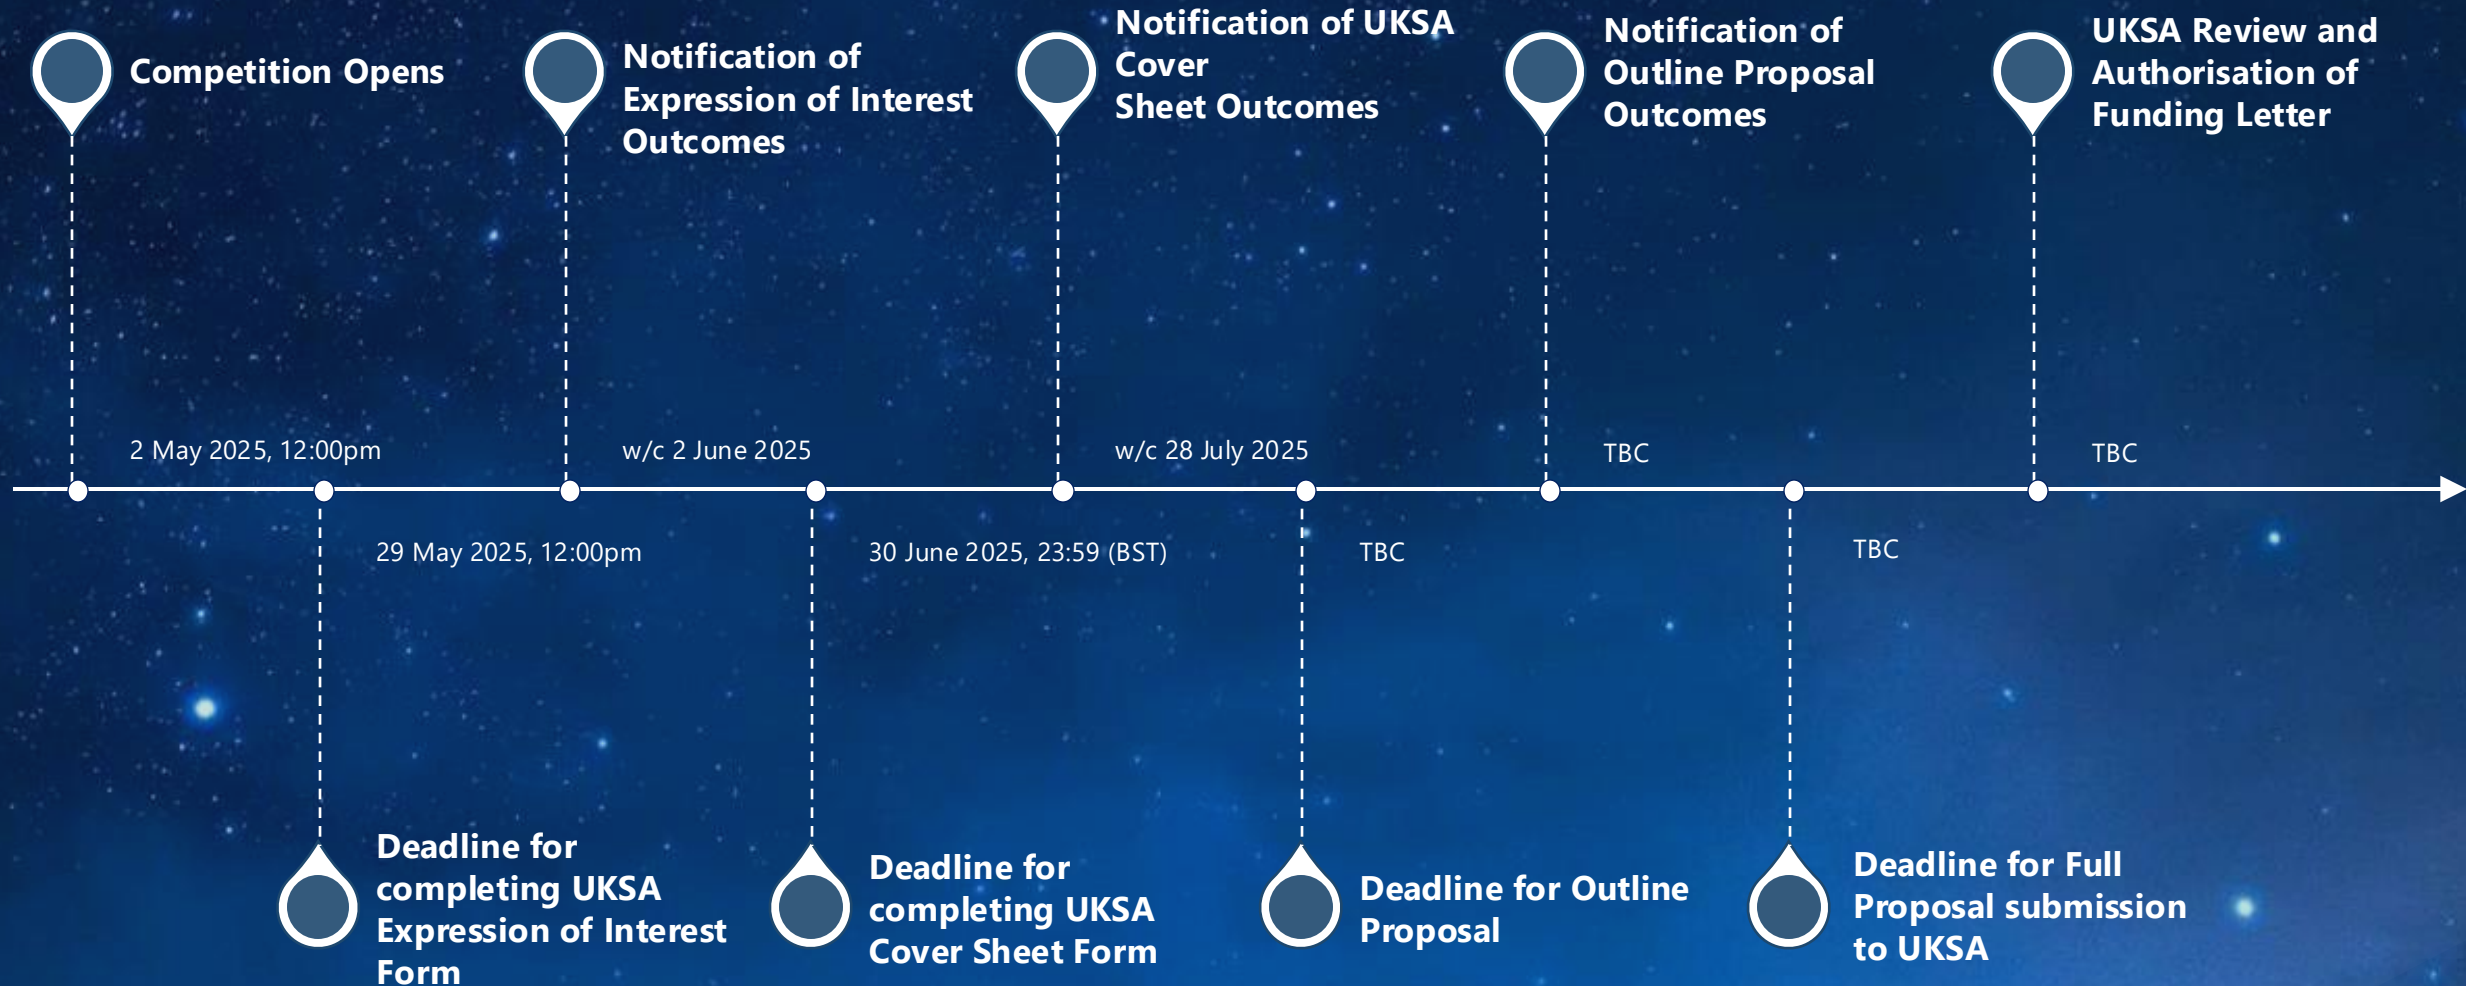 Competition Opens
2 May 2025, 12:00pm
Deadline for
completing UKSA
Expression of Interest
Form
29 May 2025, 12:00pm
Notification of
Expression of Interest
Outcomes
w/c 2 June 2025
Deadline for
completing UKSA
Cover Sheet Form
30 June 2025, 23:59 (BST)
Notification of UKSA
Cover
Sheet Outcomes
w/c 28 July 2025
Deadline for Outline
Proposal
TBC
Notification of
Outline Proposal
Outcomes
TBC
Deadline for Full
Proposal submission
to UKSA
TBC
UKSA Review and
Authorisation of
Funding Letter
TBC